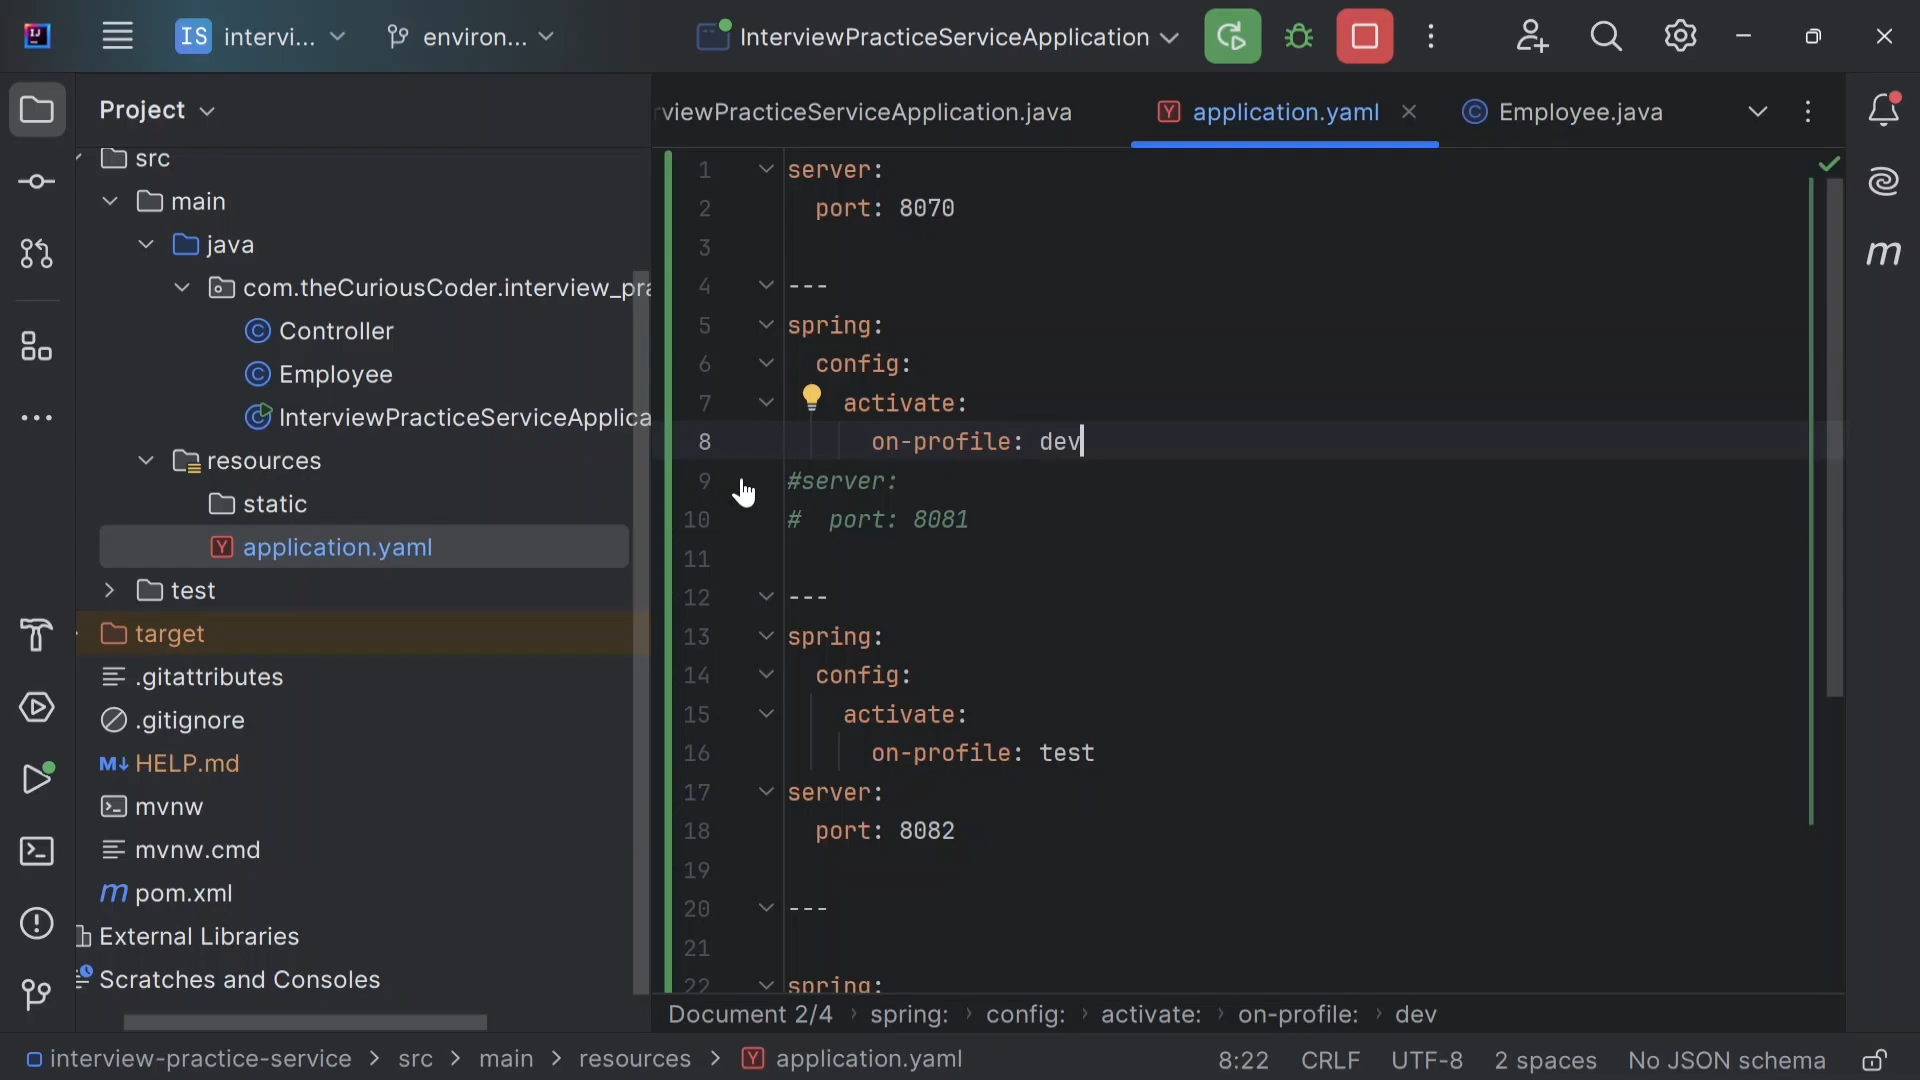 IS intervi...
environ...
InterviewPracticeServiceApplication
Project
src
main
java
com.theCuriousCoder.interview_pra
Controller
Employee
InterviewPracticeServiceApplica
resources
static
application.yaml
test
target
.gitattributes
.gitignore
M↓ HELP.md
mvnw
mvnw.cmd
m pom.xml
External Libraries
Scratches and Consoles
rviewPracticeServiceApplication.java
Y application.yaml
C Employee.java
m
1 server:
2 port: 8070
3
4 ---
5 spring:
6 config:
7 activate:
8 on-profile: dev
9 #server:
10 # port: 8081
11
12 ---
13 spring:
14 config:
15 activate:
16 on-profile: test
17 server:
18 port: 8082
19
20 ---
21
22 spring:
Document 2/4 › spring: › config: › activate: › on-profile: › dev
interview-practice-service > src > main > resources > application.yaml
8:22 CRLF UTF-8 2 spaces No JSON schema